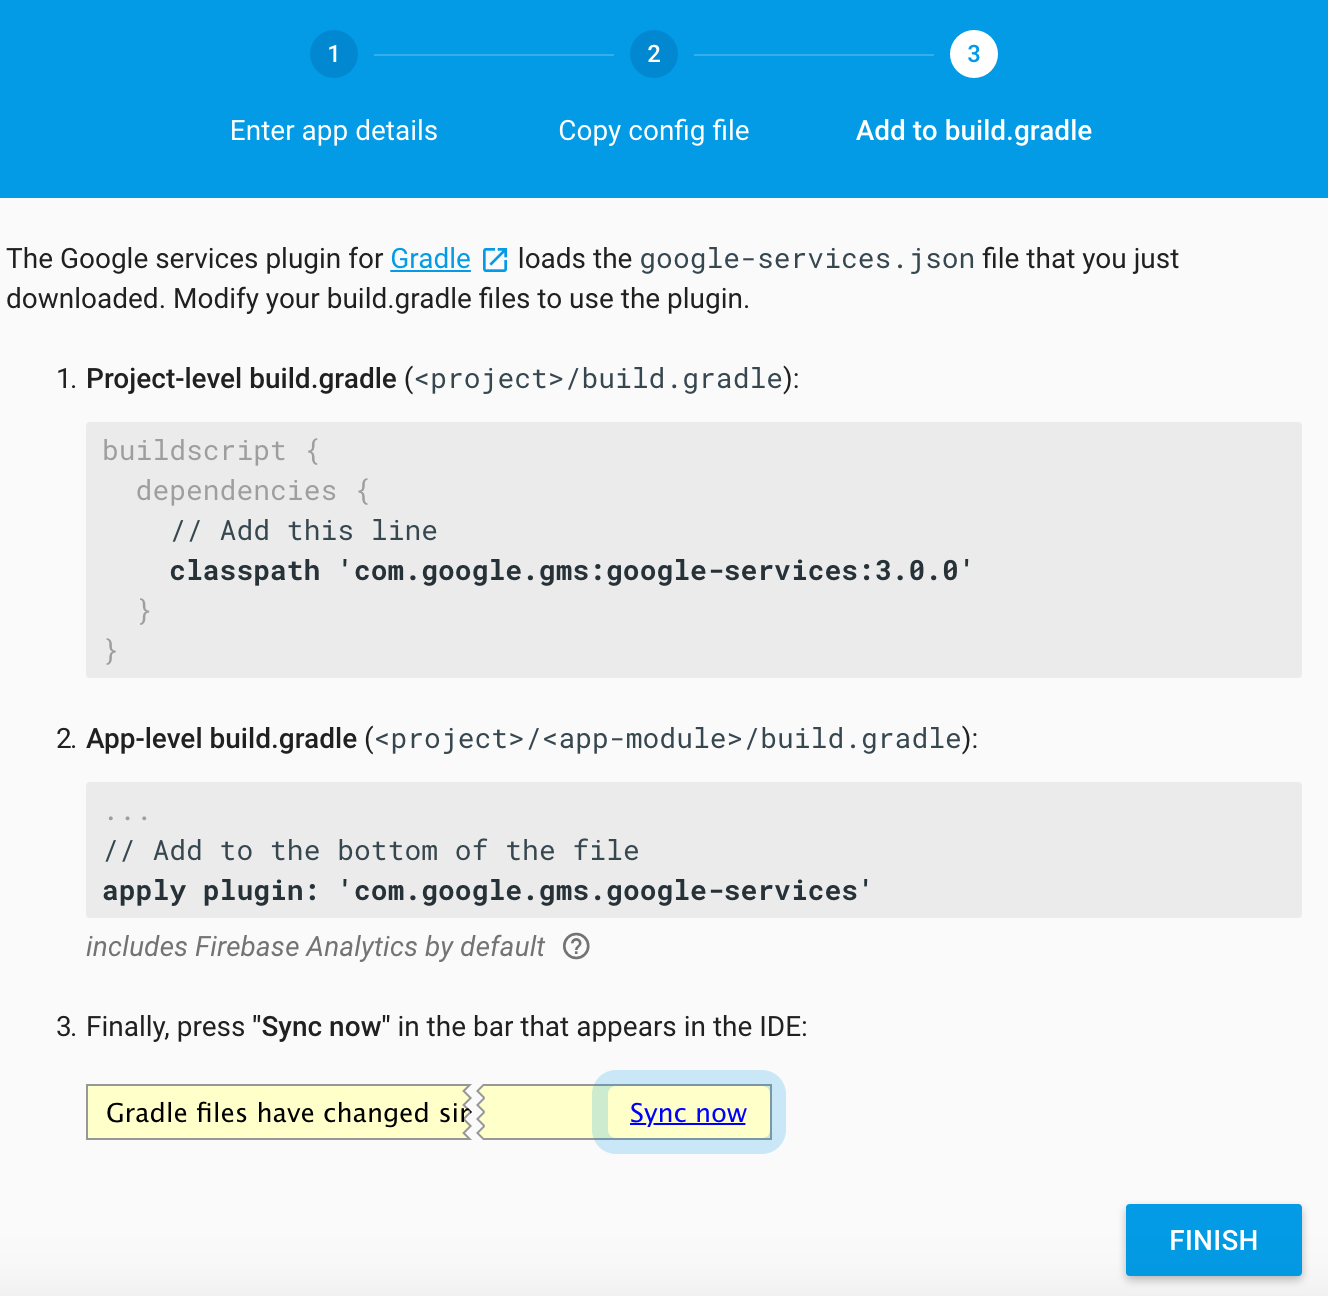 1
2
3
Enter app details
Copy config file
Add to build.gradle
The Google services plugin for Gradle loads the google-services.json file that you just
downloaded. Modify your build.gradle files to use the plugin.
1. Project-level build.gradle (<project>/build.gradle):
buildscript {
dependencies {
// Add this line
classpath 'com.google.gms:google-services:3.0.0'
}
}
2. App-level build.gradle (<project>/<app-module>/build.gradle):
...
// Add to the bottom of the file
apply plugin: 'com.google.gms.google-services'
includes Firebase Analytics by default ?
3. Finally, press "Sync now" in the bar that appears in the IDE:
Gradle files have changed Sync now
FINISH